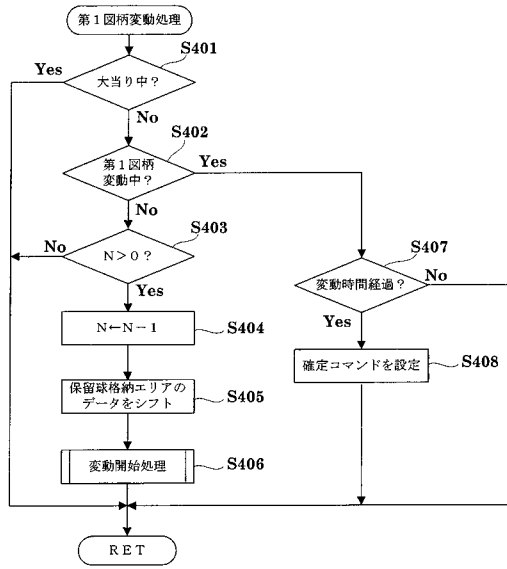 第1図柄変動処理
S401
Yes
大当り中?
No
S402
第1図柄
変動中?
Yes
No
S403
No
N>0?
Yes
S407
変動時間経過?
No
Yes
N←N-1
S404
確定コマンドを設定
S408
保留球格納エリアの
データをシフト
S405
変動開始処理
S406
RET